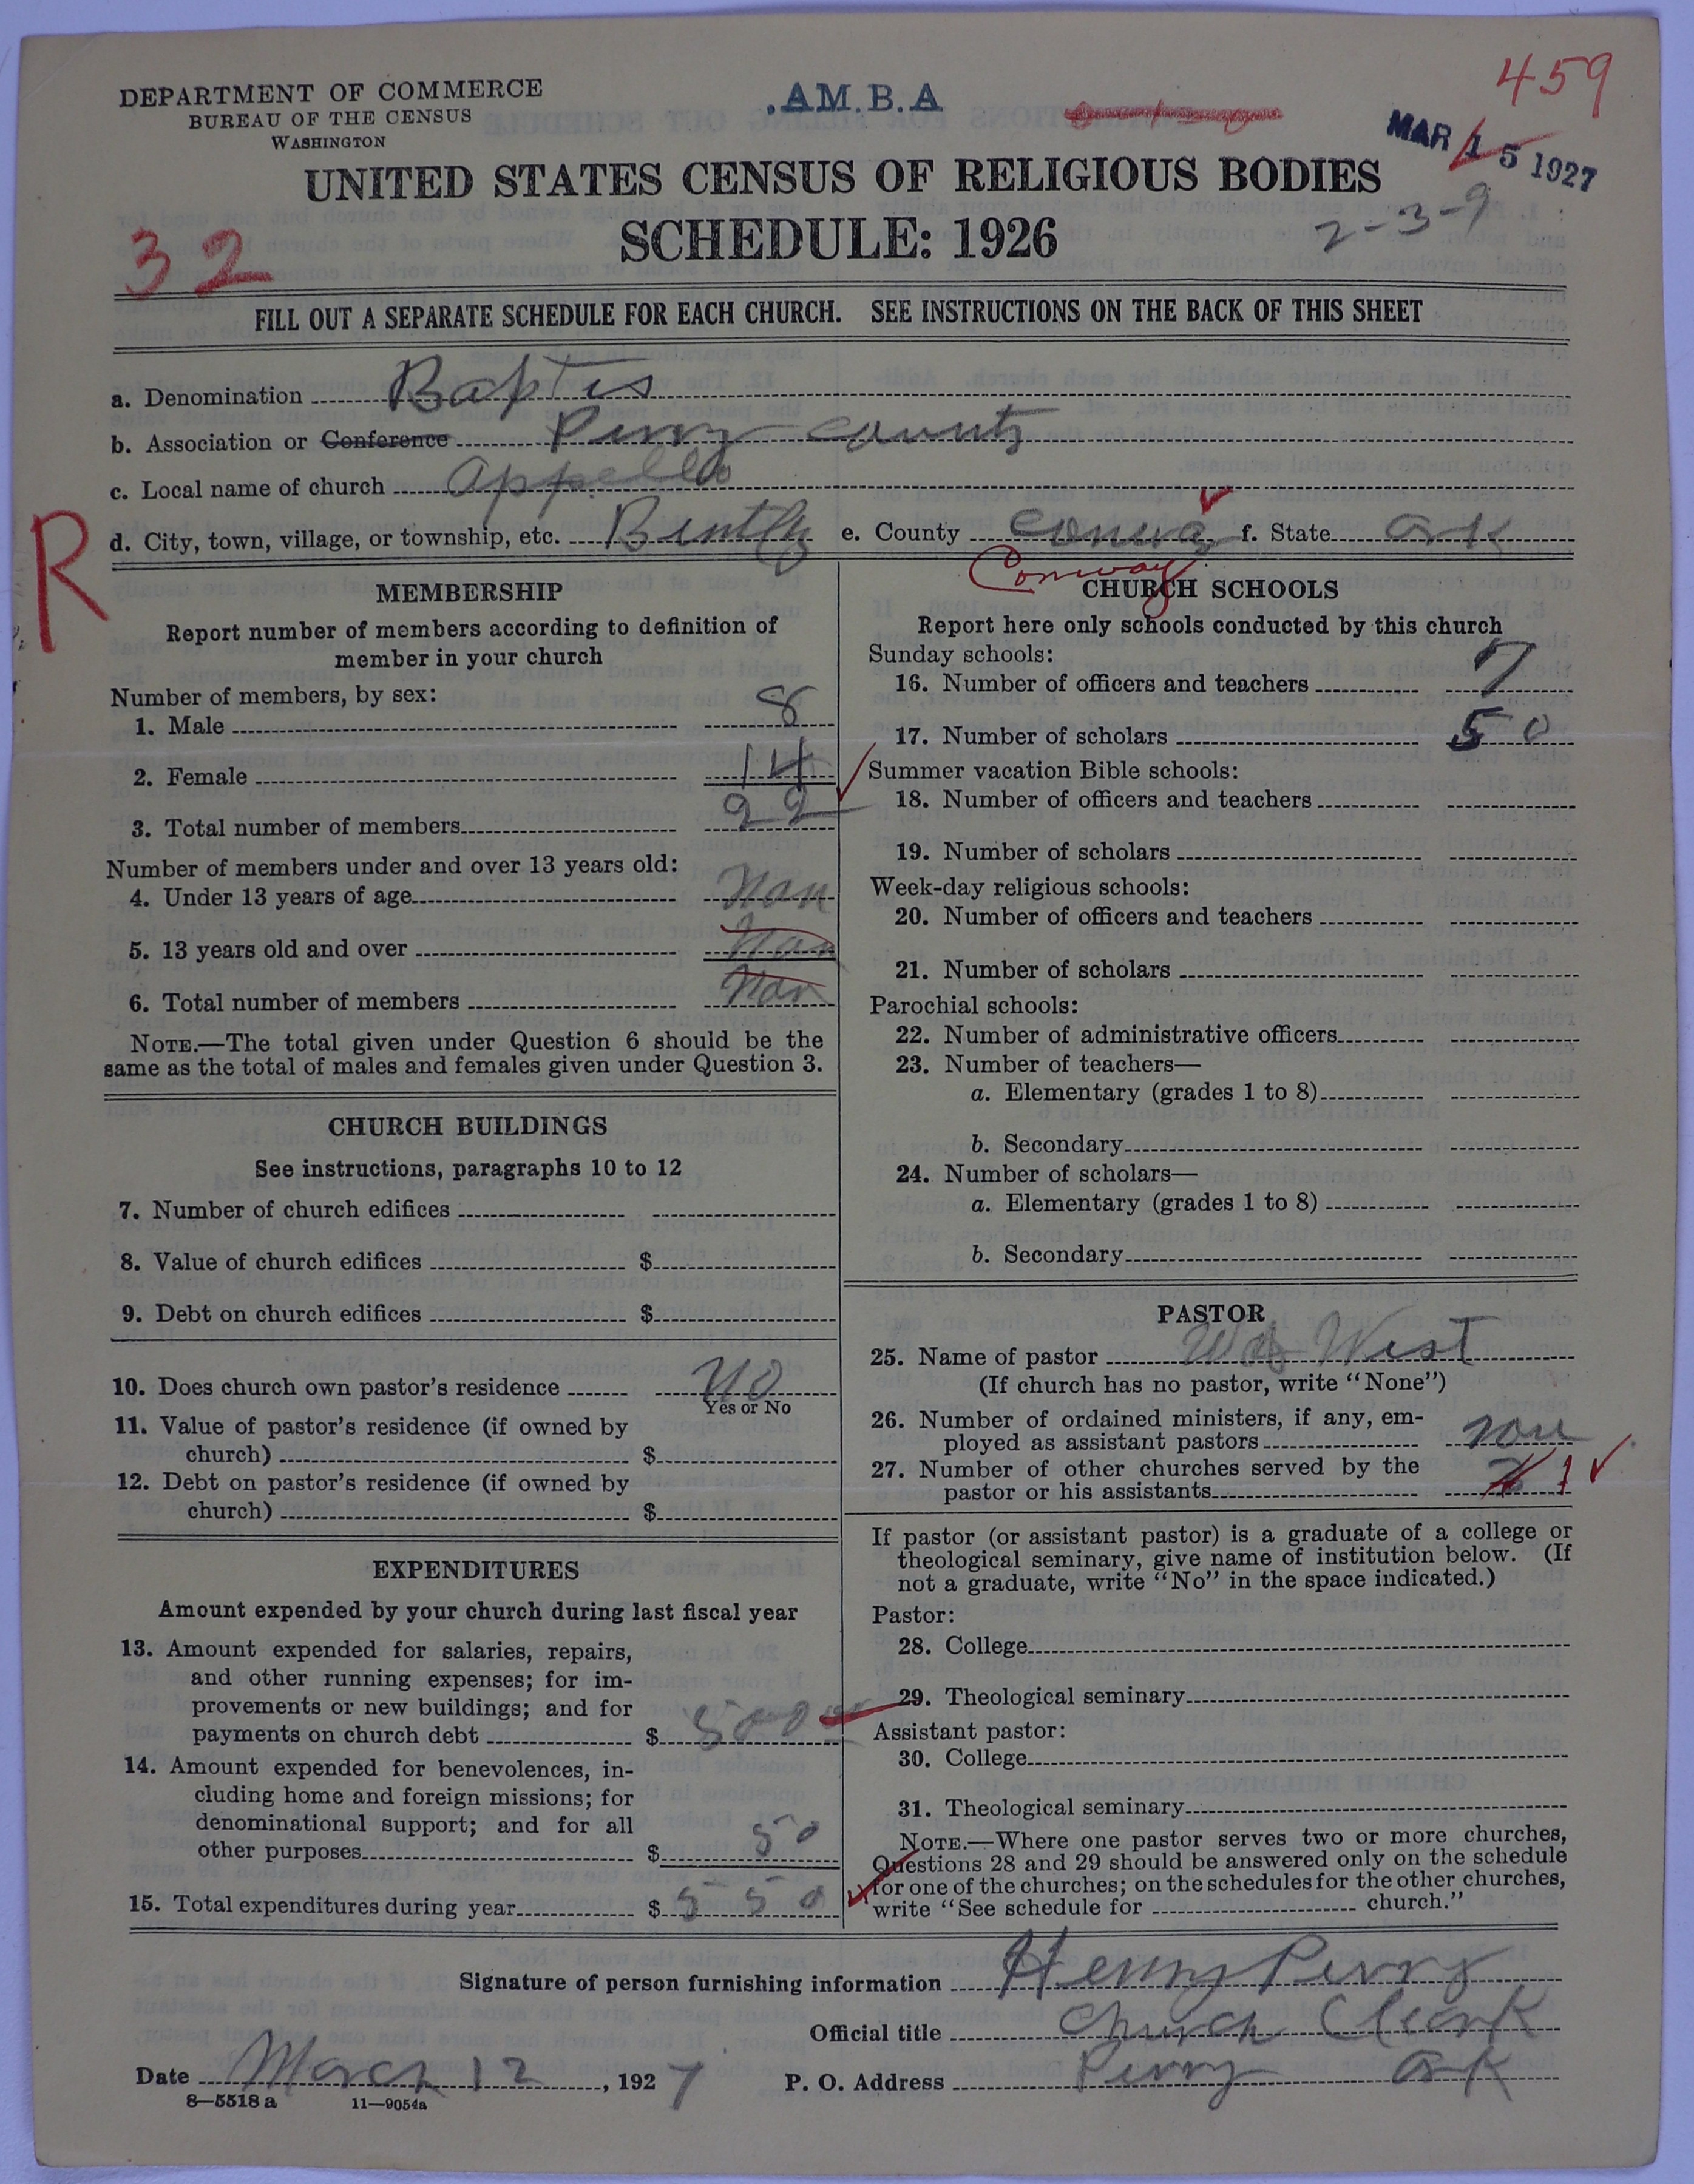 459
DEPARTMENT OF COMMERCE
BUREAU OF THE CENSUS
WASHINGTON
.AM.B.A
MAR 15 1927
UNITED STATES CENSUS OF RELIGIOUS BODIES
2-3-9
SCHEDULE: 1926
32
FILL OUT A SEPARATE SCHEDULE FOR EACH CHURCH. SEE INSTRUCTIONS ON THE BACK OF THIS SHEET
a. Denomination Baptis
b. Association or Conference Perry county
c. Local name of church appella
d. City, town, village, or township, etc. Bently e. County Conway f. State Ark
R
Conway
MEMBERSHIP
Report number of members according to definition of
member in your church
Number of members, by sex:
1. Male 8
2. Female 14
3. Total number of members 22
Number of members under and over 13 years old:
4. Under 13 years of age Non
5. 13 years old and over Non
6. Total number of members Non
NOTE.—The total given under Question 6 should be the
same as the total of males and females given under Question 3.
CHURCH BUILDINGS
See instructions, paragraphs 10 to 12
7. Number of church edifices
8. Value of church edifices $
9. Debt on church edifices $
10. Does church own pastor's residence NO
Yes or No
11. Value of pastor's residence (if owned by
church) $
12. Debt on pastor's residence (if owned by
church) $
EXPENDITURES
Amount expended by your church during last fiscal year
13. Amount expended for salaries, repairs,
and other running expenses; for im-
provements or new buildings; and for
payments on church debt $ 500 00
14. Amount expended for benevolences, in-
cluding home and foreign missions; for
denominational support; and for all
other purposes $ 50
15. Total expenditures during year $ 550
CHURCH SCHOOLS
Report here only schools conducted by this church
Sunday schools:
16. Number of officers and teachers 7
17. Number of scholars 50
Summer vacation Bible schools:
18. Number of officers and teachers
19. Number of scholars
Week-day religious schools:
20. Number of officers and teachers
21. Number of scholars
Parochial schools:
22. Number of administrative officers
23. Number of teachers—
a. Elementary (grades 1 to 8)
b. Secondary
24. Number of scholars—
a. Elementary (grades 1 to 8)
b. Secondary
PASTOR
25. Name of pastor West
(If church has no pastor, write "None")
26. Number of ordained ministers, if any, em-
ployed as assistant pastors non
27. Number of other churches served by the
pastor or his assistants 1
If pastor (or assistant pastor) is a graduate of a college or
theological seminary, give name of institution below. (If
not a graduate, write "No" in the space indicated.)
Pastor:
28. College
29. Theological seminary
Assistant pastor:
30. College
31. Theological seminary
NOTE.—Where one pastor serves two or more churches,
Questions 28 and 29 should be answered only on the schedule
for one of the churches; on the schedules for the other churches,
write "See schedule for church."
Signature of person furnishing information Henry Perry
Official title Church Clerk
Date March 12, 1927 P. O. Address Perry Ark
8—5518 a 11—9054a